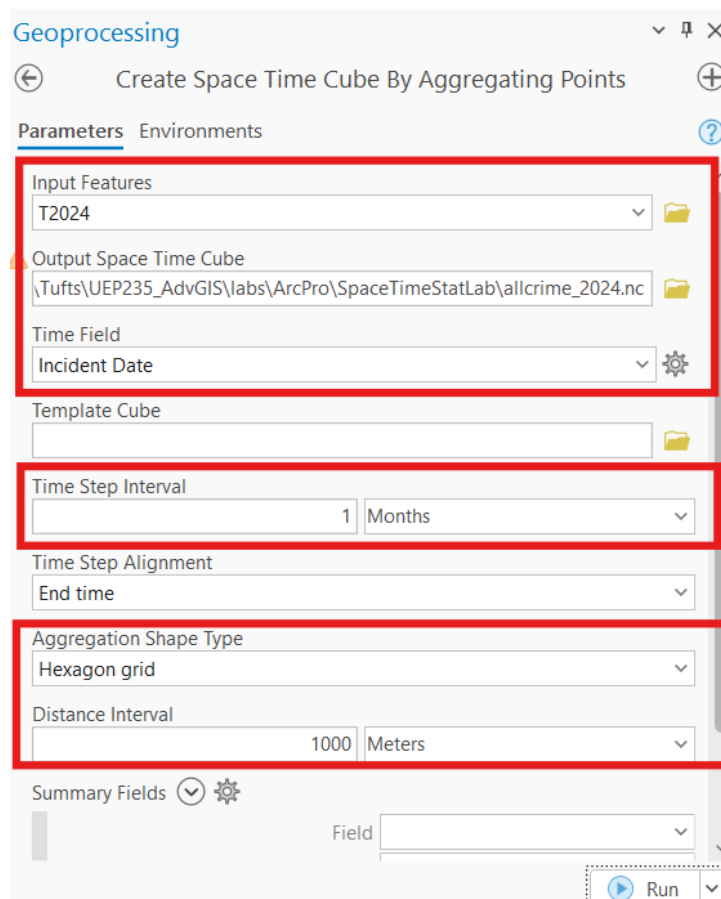 Geoprocessing
Create Space Time Cube By Aggregating Points
Parameters Environments
Input Features
T2024
Output Space Time Cube
\Tufts\UEP235_AdvGIS\labs\ArcPro\SpaceTimeStatLab\allcrime_2024.nc
Time Field
Incident Date
Template Cube
Time Step Interval
1 Months
Time Step Alignment
End time
Aggregation Shape Type
Hexagon grid
Distance Interval
1000 Meters
Summary Fields
Field
Run